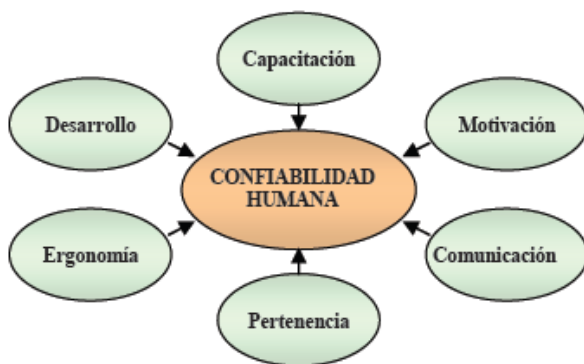 Capacitación
Desarrollo
Motivación
CONFIABILIDAD
HUMANA
Ergonomía
Comunicación
Pertenencia